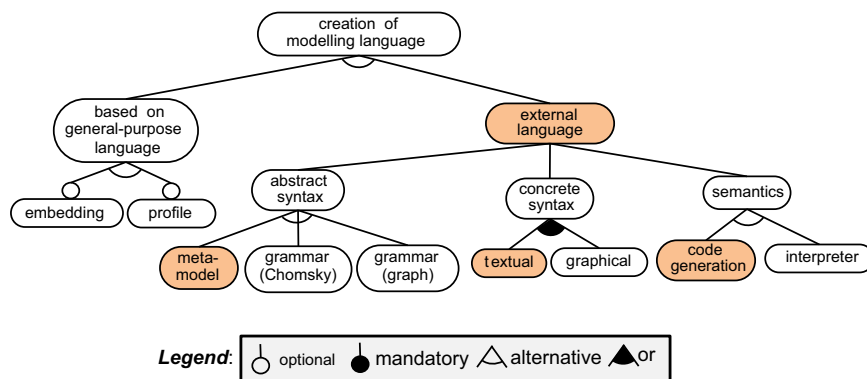 creation of
modelling language
based on
general-purpose
language
external
language
embedding
profile
abstract
syntax
concrete
syntax
semantics
meta-
model
grammar
(Chomsky)
grammar
(graph)
textual
graphical
code
generation
interpreter
Legend: optional mandatory alternative or